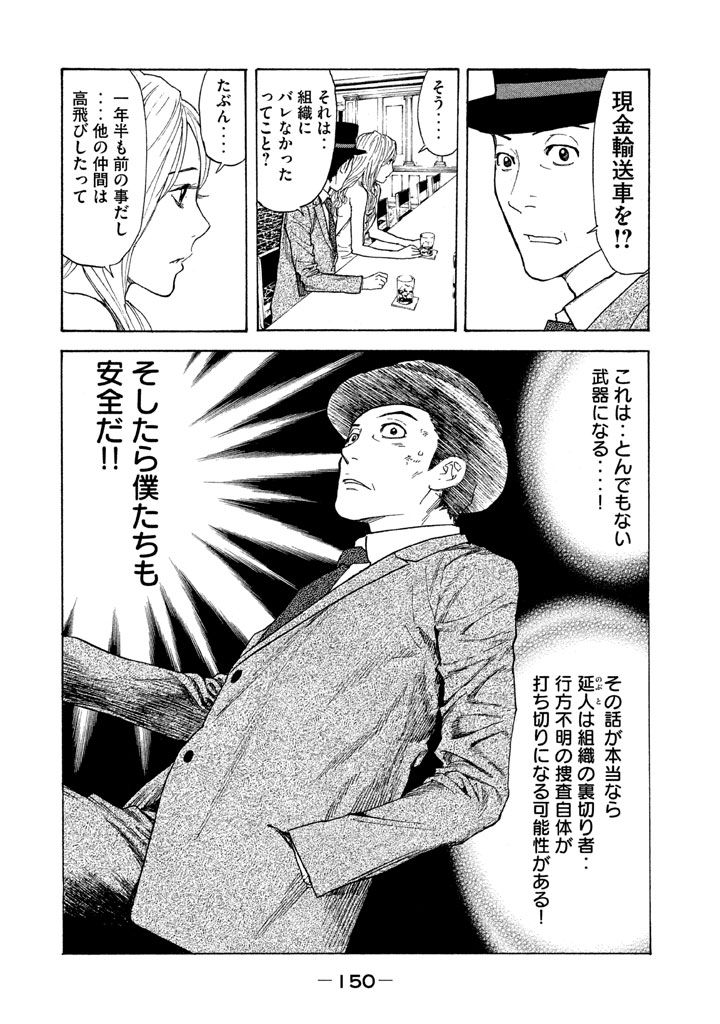 現金輸送車を!?
そう‥‥
それは‥
組織に
バレなかった
ってこと?
たぶん‥‥
一年半も前の事だし
‥‥他の仲間は
高飛びしたって
これは‥とんでもない
武器になる‥‥!
その話が本当なら
延人は組織の裏切り者‥
のぶと
行方不明の捜査自体が
打ち切りになる可能性がある!
そしたら僕たちも
安全だ!!
—150—